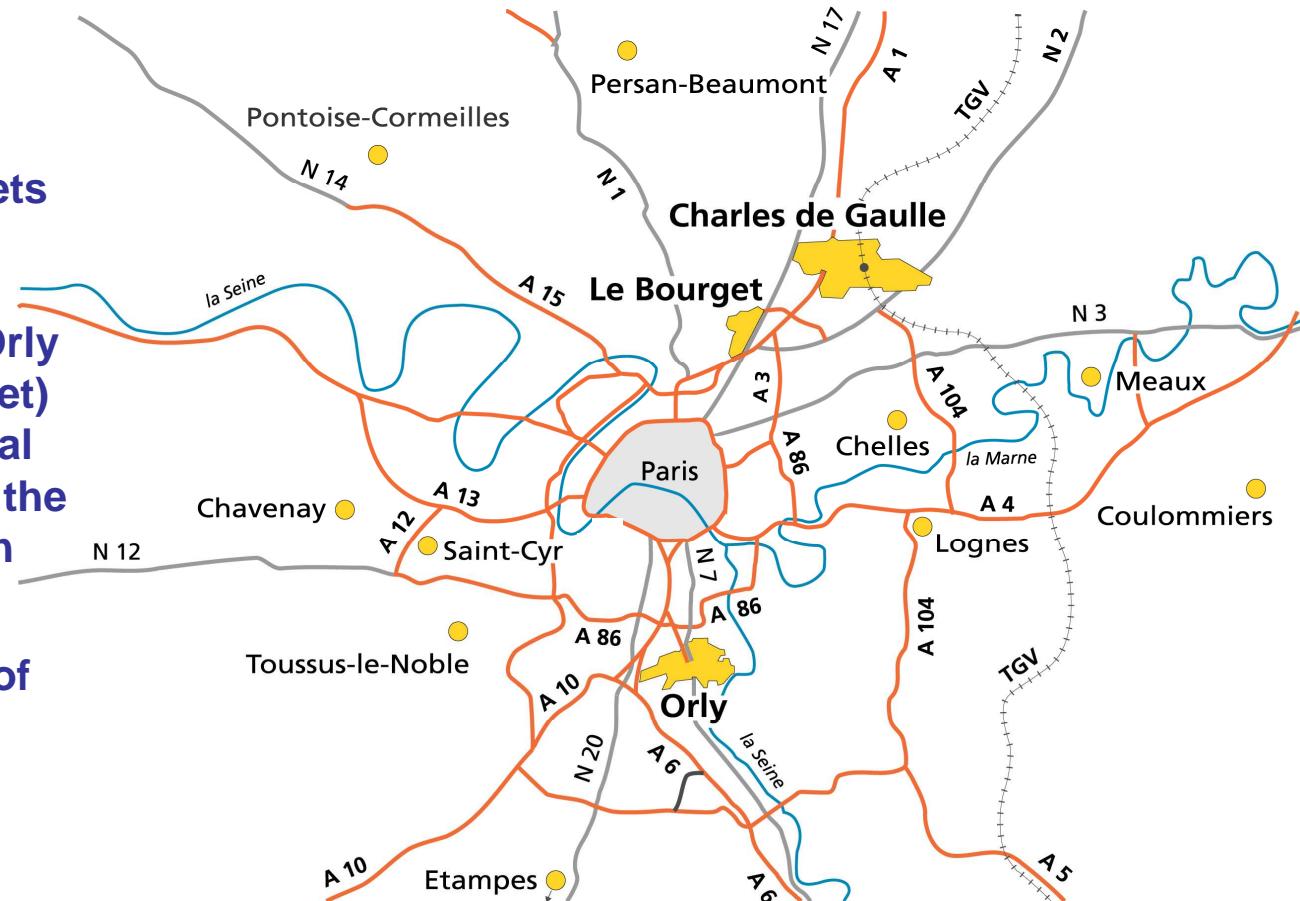 ets
Orly
et)
al
the
n
of
N 17
A 1
N 2
TGV
Persan-Beaumont
Pontoise-Cormeilles
N 14
N 1
Charles de Gaulle
Le Bourget
la Seine
A 15
N 3
A 3
A 104
Meaux
A 86
Chelles
la Marne
Paris
Chavenay
A 13
A 12
A 4
Coulommiers
N 12
Saint-Cyr
Lognes
N 7
A 86
A 86
A 104
Toussus-le-Noble
TGV
A 10
Orly
N 20
A 6
la Seine
A 10
Etampes
A 6
A 5